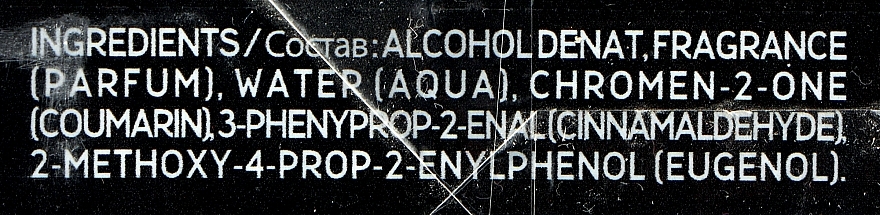 INGREDIENTS/Состав:ALCOHOL DENAT, FRAGRANCE
(PARFUM), WATER (AQUA), CHROMEN-2-ONE
(COUMARIN), 3-PHENYPROP-2-ENAL (CINNAMALDEHYDE),
2-METHOXY-4-PROP-2-ENYLPHENOL (EUGENOL).